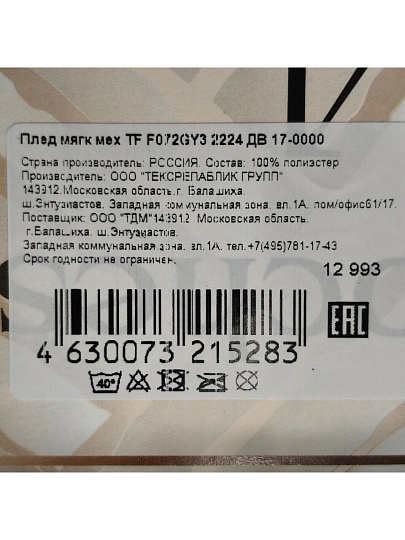 Плед мягк мех TF F072GY3 2224 ДВ 17-0000
Страна производитель: РОССИЯ. Состав: 100% полиэстер
Производитель: ООО "ТЕКСРЕПАБЛИК ГРУПП"
143912.Московская область,г. Балашиха.
ш.Энтузиастов. Западная коммунальная зона. вл.1А. пом/офис61/17.
Поставщик: ООО "ТДМ"143912 Московская область.
г.Балашиха. ш.Энтузиастов.
Западная коммунальная зона. вл.1А. тел.+7(495)781-17-43
Срок годности не ограничен.
12 993
4 630073 215283
EAC
40°